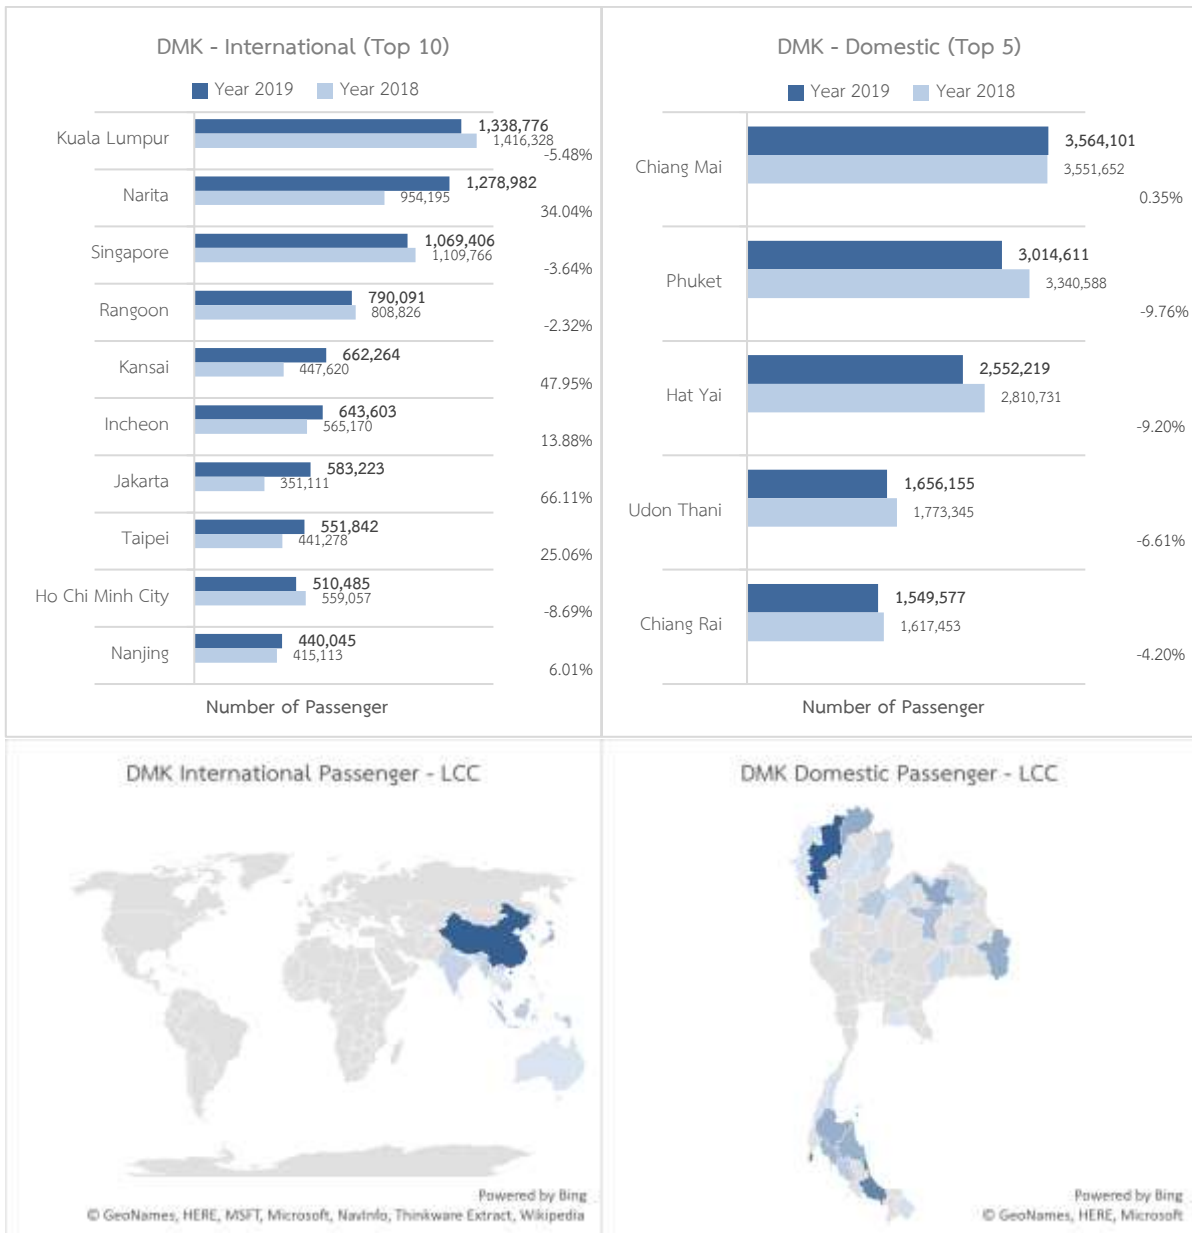 DMK - International (Top 10)
Year 2019 Year 2018
Kuala Lumpur 1,338,776
1,416,328
-5.48%
Narita 1,278,982
954,195
34.04%
Singapore 1,069,406
1,109,766
-3.64%
Rangoon 790,091
808,826
-2.32%
Kansai 662,264
447,620
47.95%
Incheon 643,603
565,170
13.88%
Jakarta 583,223
351,111
66.11%
Taipei 551,842
441,278
25.06%
Ho Chi Minh City 510,485
559,057
-8.69%
Nanjing 440,045
415,113
6.01%
Number of Passenger
DMK - Domestic (Top 5)
Year 2019 Year 2018
Chiang Mai 3,564,101
3,551,652
0.35%
Phuket 3,014,611
3,340,588
-9.76%
Hat Yai 2,552,219
2,810,731
-9.20%
Udon Thani 1,656,155
1,773,345
-6.61%
Chiang Rai 1,549,577
1,617,453
-4.20%
Number of Passenger
DMK International Passenger - LCC
Powered by Bing
© GeoNames, HERE, MSFT, Microsoft, NavInfo, Thinkware Extract, Wikipedia
DMK Domestic Passenger - LCC
Powered by Bing
© GeoNames, HERE, Microsoft